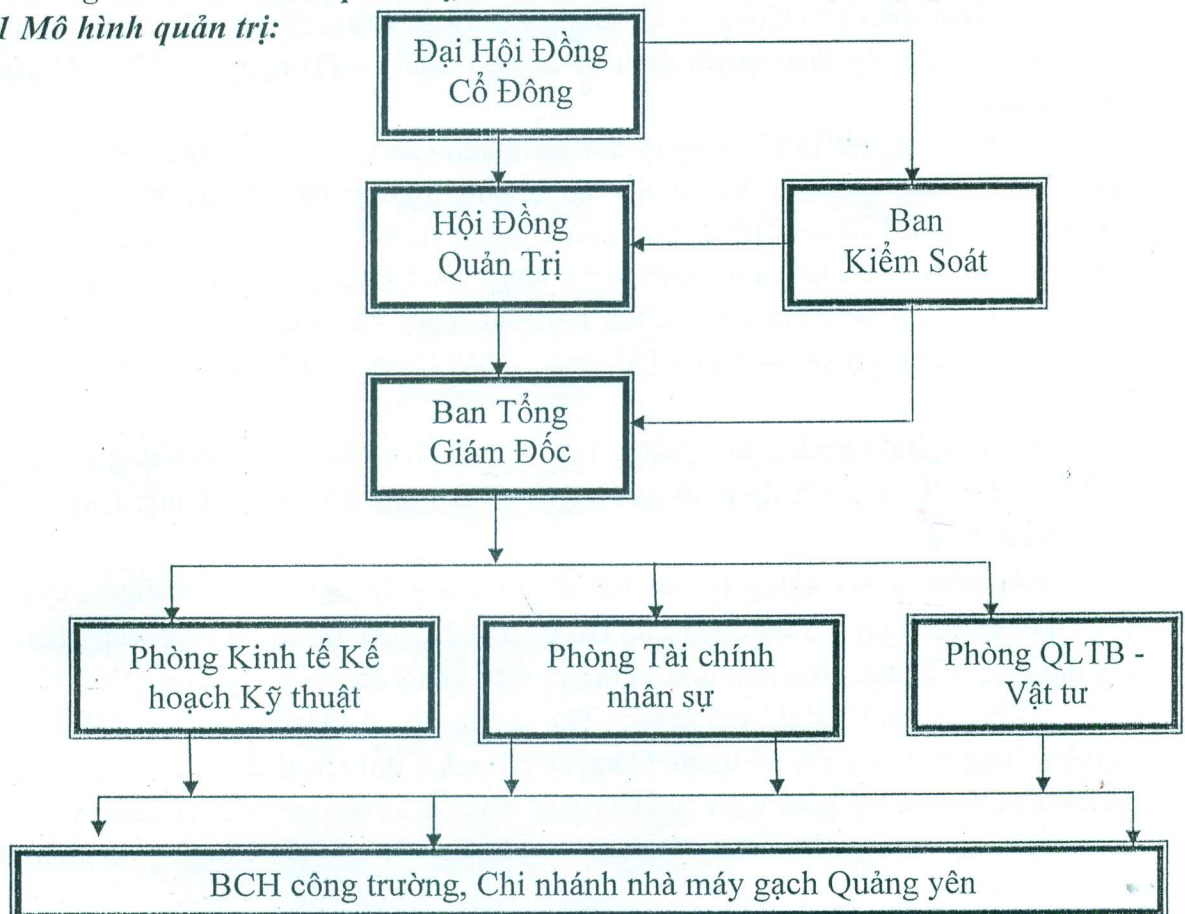 1 Mô hình quản trị:
Đại Hội Đồng
Cổ Đông
Hội Đồng
Quản Trị
Ban
Kiểm Soát
Ban Tổng
Giám Đốc
Phòng Kinh tế Kế
hoạch Kỹ thuật
Phòng Tài chính
nhân sự
Phòng QLTB -
Vật tư
BCH công trường, Chi nhánh nhà máy gạch Quảng yên